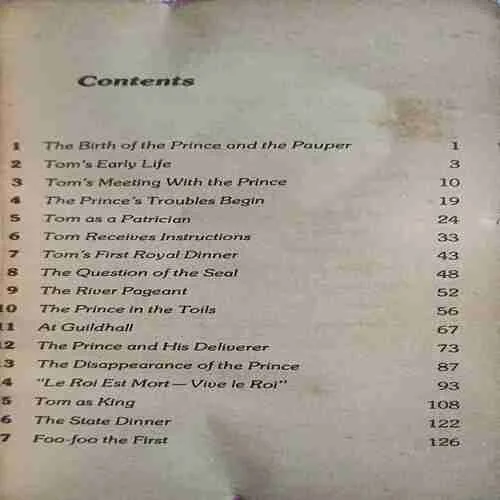 Contents
1 The Birth of the Prince and the Pauper 1
2 Tom's Early Life 3
3 Tom's Meeting With the Prince 10
4 The Prince's Troubles Begin 19
5 Tom as a Patrician 24
6 Tom Receives Instructions 33
7 Tom's First Royal Dinner 43
8 The Question of the Seal 48
9 The River Pageant 52
10 The Prince in the Toils 56
11 At Guildhall 67
2 The Prince and His Deliverer 73
3 The Disappearance of the Prince 87
4 "Le Roi Est Mort—Vive le Roi" 93
5 Tom as King 108
6 The State Dinner 122
7 Foo-foo the First 126